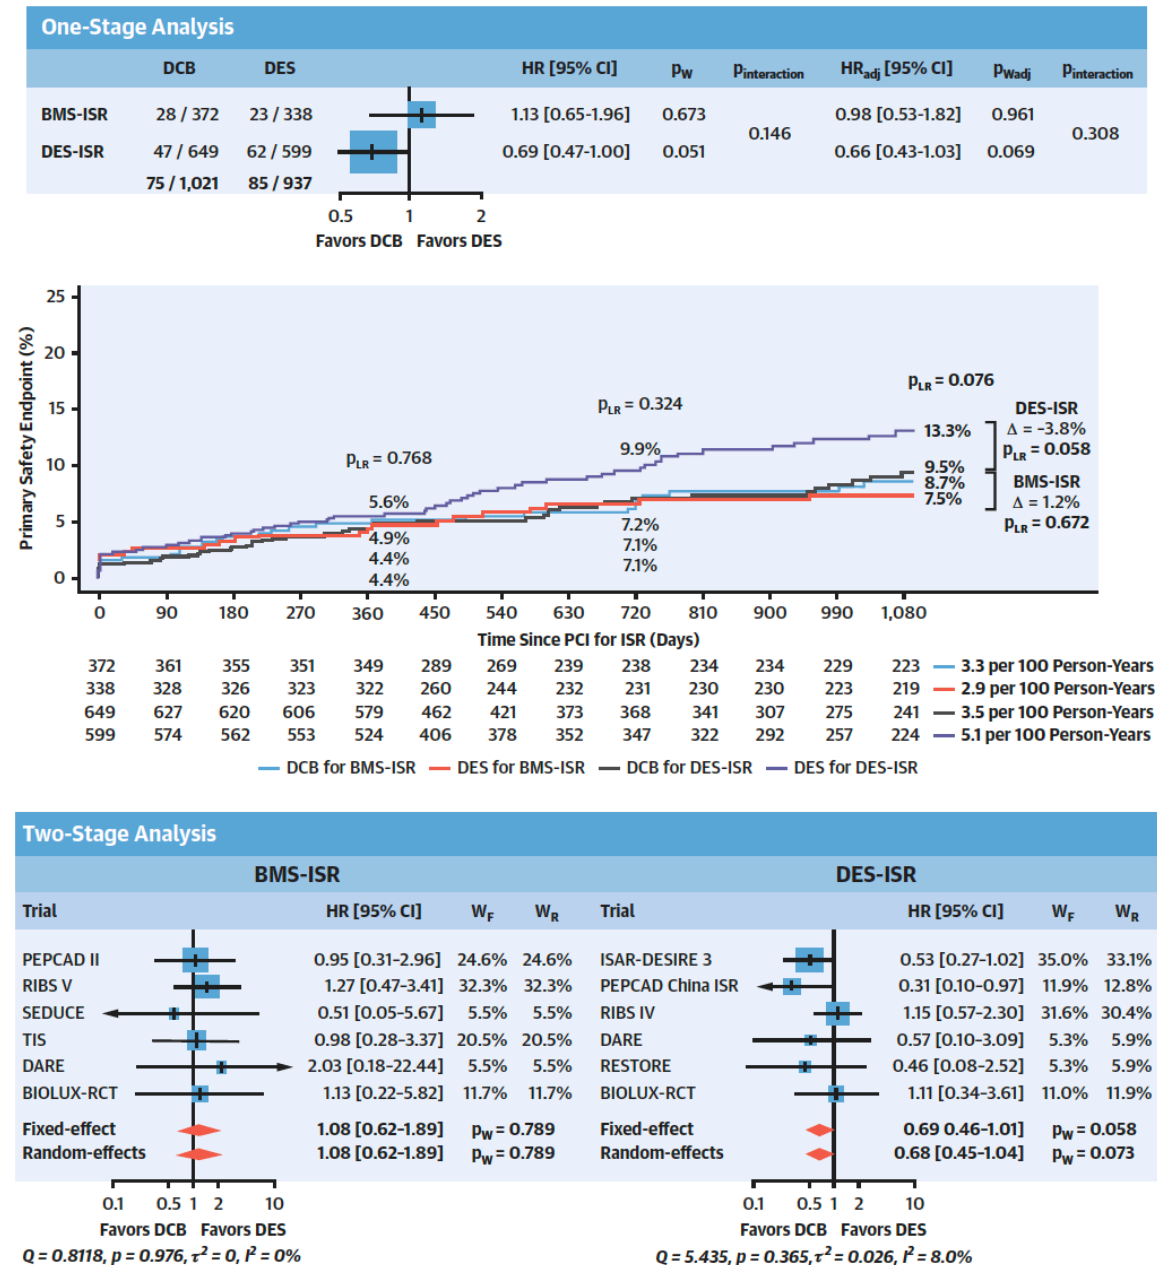 One-Stage Analysis
DCB DES HR [95% CI] pW pinteraction HRadj [95% CI] pWadj pinteraction
BMS-ISR 28 / 372 23 / 338 1.13 [0.65-1.96] 0.673 0.98 [0.53-1.82] 0.961
0.146 0.308
DES-ISR 47 / 649 62 / 599 0.69 [0.47-1.00] 0.051 0.66 [0.43-1.03] 0.069
75 / 1,021 85 / 937
0.5 1 2
Favors DCB Favors DES
Primary Safety Endpoint (%)
25
20
15
10
5
0
pLR = 0.768
5.6%
4.9%
4.4%
4.4%
pLR = 0.324
9.9%
7.2%
7.1%
7.1%
pLR = 0.076
13.3%
9.5%
8.7%
7.5%
DES-ISR
Δ = –3.8%
pLR = 0.058
BMS-ISR
Δ = 1.2%
pLR = 0.672
0 90 180 270 360 450 540 630 720 810 900 990 1,080
Time Since PCI for ISR (Days)
372 361 355 351 349 289 269 239 238 234 234 229 223 3.3 per 100 Person-Years
338 328 326 323 322 260 244 232 231 230 230 223 219 2.9 per 100 Person-Years
649 627 620 606 579 462 421 373 368 341 307 275 241 3.5 per 100 Person-Years
599 574 562 553 524 406 378 352 347 322 292 257 224 5.1 per 100 Person-Years
DCB for BMS-ISR DES for BMS-ISR DCB for DES-ISR DES for DES-ISR
Two-Stage Analysis
BMS-ISR
Trial HR [95% CI] WF WR
PEPCAD II 0.95 [0.31–2.96] 24.6% 24.6%
RIBS V 1.27 [0.47–3.41] 32.3% 32.3%
SEDUCE 0.51 [0.05–5.67] 5.5% 5.5%
TIS 0.98 [0.28–3.37] 20.5% 20.5%
DARE 2.03 [0.18–22.44] 5.5% 5.5%
BIOLUX-RCT 1.13 [0.22–5.82] 11.7% 11.7%
Fixed-effect 1.08 [0.62–1.89] pW = 0.789
Random-effects 1.08 [0.62–1.89] pW = 0.789
0.1 0.5 1 2 10
Favors DCB Favors DES
Q = 0.8118, p = 0.976, τ² = 0, I² = 0%
DES-ISR
Trial HR [95% CI] WF WR
ISAR-DESIRE 3 0.53 [0.27–1.02] 35.0% 33.1%
PEPCAD China ISR 0.31 [0.10–0.97] 11.9% 12.8%
RIBS IV 1.15 [0.57–2.30] 31.6% 30.4%
DARE 0.57 [0.10–3.09] 5.3% 5.9%
RESTORE 0.46 [0.08–2.52] 5.3% 5.9%
BIOLUX-RCT 1.11 [0.34–3.61] 11.0% 11.9%
Fixed-effect 0.69 0.46–1.01] pW = 0.058
Random-effects 0.68 [0.45–1.04] pW = 0.073
0.1 0.5 1 2 10
Favors DCB Favors DES
Q = 5.435, p = 0.365, τ² = 0.026, I² = 8.0%